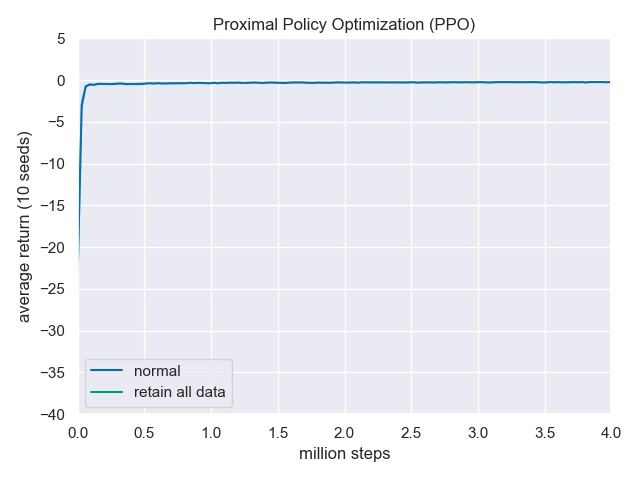 Proximal Policy Optimization (PPO)
average return (10 seeds)
5
0
−5
−10
−15
−20
−25
−30
−35
−40
normal
retain all data
0.0 0.5 1.0 1.5 2.0 2.5 3.0 3.5 4.0
million steps